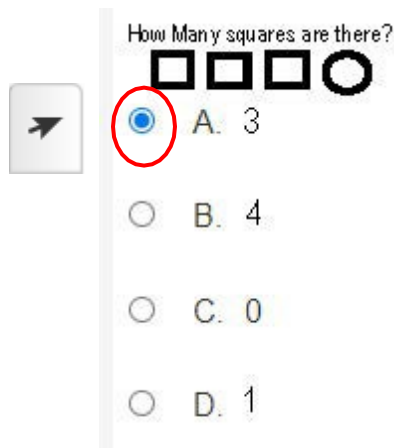 How Many squares are there?
A. 3
B. 4
C. 0
D. 1